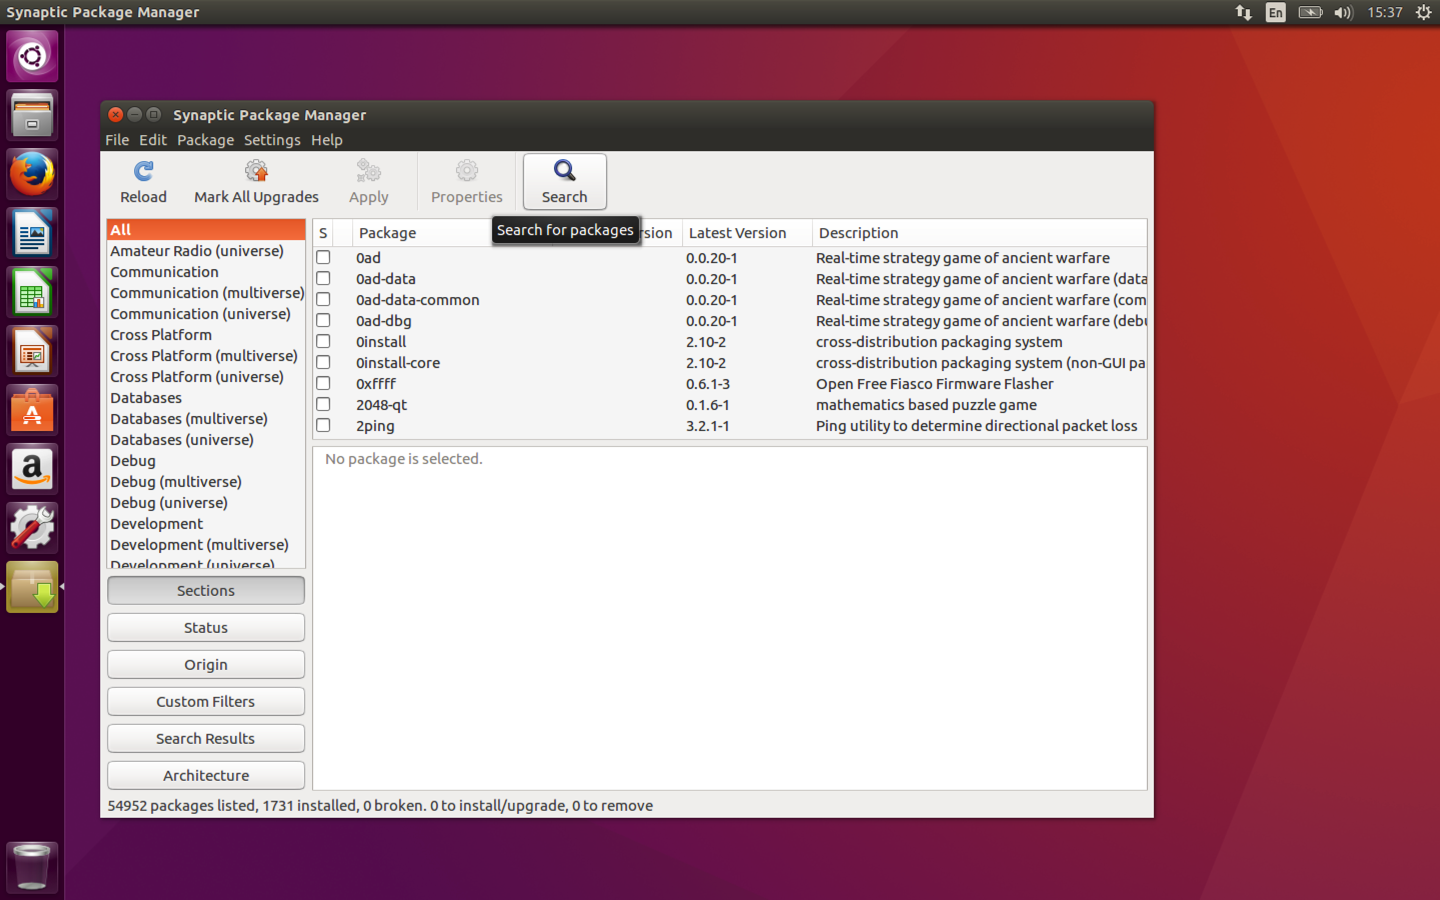 Synaptic Package Manager
En
15:37
Synaptic Package Manager
File Edit Package Settings Help
Reload Mark All Upgrades Apply Properties Search
Search for packages
All
Amateur Radio (universe)
Communication
Communication (multiverse)
Communication (universe)
Cross Platform
Cross Platform (multiverse)
Cross Platform (universe)
Databases
Databases (multiverse)
Databases (universe)
Debug
Debug (multiverse)
Debug (universe)
Development
Development (multiverse)
Development (universe)
Sections
Status
Origin
Custom Filters
Search Results
Architecture
S Package rsion Latest Version Description
0ad 0.0.20-1 Real-time strategy game of ancient warfare
0ad-data 0.0.20-1 Real-time strategy game of ancient warfare (data
0ad-data-common 0.0.20-1 Real-time strategy game of ancient warfare (com
0ad-dbg 0.0.20-1 Real-time strategy game of ancient warfare (debu
0install 2.10-2 cross-distribution packaging system
0install-core 2.10-2 cross-distribution packaging system (non-GUI pa
0xffff 0.6.1-3 Open Free Fiasco Firmware Flasher
2048-qt 0.1.6-1 mathematics based puzzle game
2ping 3.2.1-1 Ping utility to determine directional packet loss
No package is selected.
54952 packages listed, 1731 installed, 0 broken. 0 to install/upgrade, 0 to remove